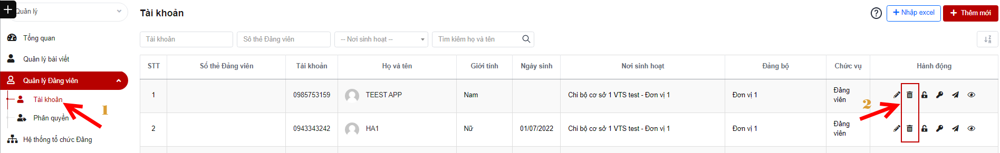 Quản lý
Tổng quan
Quản lý bài viết
Quản lý Đảng viên
Tài khoản
Phân quyền
Hệ thống tổ chức Đảng
1
Tài khoản
? + Nhập excel + Thêm mới
Tài khoản Số thẻ Đảng viên -- Nơi sinh hoạt -- Tìm kiếm họ và tên
STT Số thẻ Đảng viên Tài khoản Họ và tên Giới tính Ngày sinh Nơi sinh hoạt Đảng bộ Chức vụ Hành động
1 0985753159 TEEST APP Nam Chi bộ cơ sở 1 VTS test - Đơn vị 1 Đơn vị 1 Đảng
viên
2
2 0943343242 HA1 Nữ 01/07/2022 Chi bộ cơ sở 1 VTS test - Đơn vị 1 Đơn vị 1 Đảng
viên